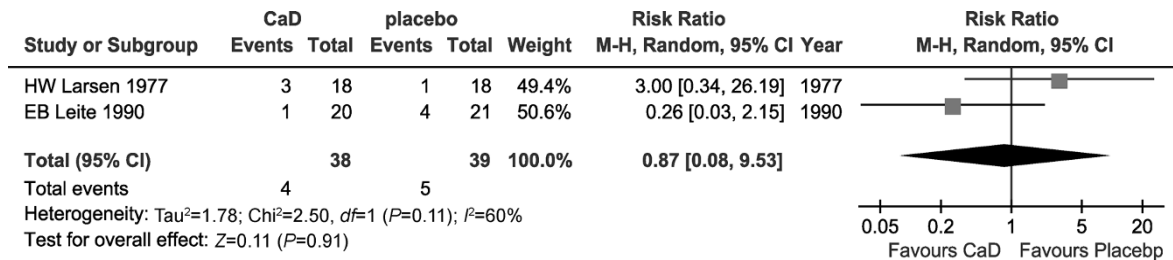 CaD placebo Risk Ratio Risk Ratio
Study or Subgroup Events Total Events Total Weight M-H, Random, 95% CI Year M-H, Random, 95% CI
HW Larsen 1977 3 18 1 18 49.4% 3.00 [0.34, 26.19] 1977
EB Leite 1990 1 20 4 21 50.6% 0.26 [0.03, 2.15] 1990
Total (95% CI) 38 39 100.0% 0.87 [0.08, 9.53]
Total events 4 5
Heterogeneity: Tau²=1.78; Chi²=2.50, df=1 (P=0.11); I²=60%
Test for overall effect: Z=0.11 (P=0.91)
0.05 0.2 1 5 20
Favours CaD Favours Placebp